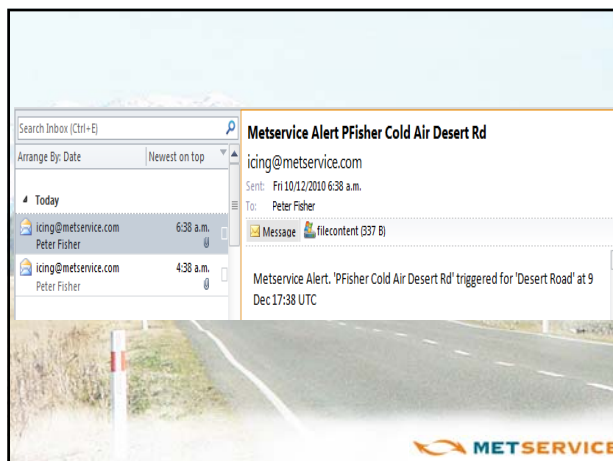 Search Inbox (Ctrl+E)
Arrange By: Date Newest on top
Today
icing@metservice.com 6:38 a.m.
Peter Fisher
icing@metservice.com 4:38 a.m.
Peter Fisher
Metservice Alert PFisher Cold Air Desert Rd
icing@metservice.com
Sent: Fri 10/12/2010 6:38 a.m.
To: Peter Fisher
Message filecontent (337 B)
Metservice Alert. 'PFisher Cold Air Desert Rd' triggered for 'Desert Road' at 9
Dec 17:38 UTC
METSERVICE